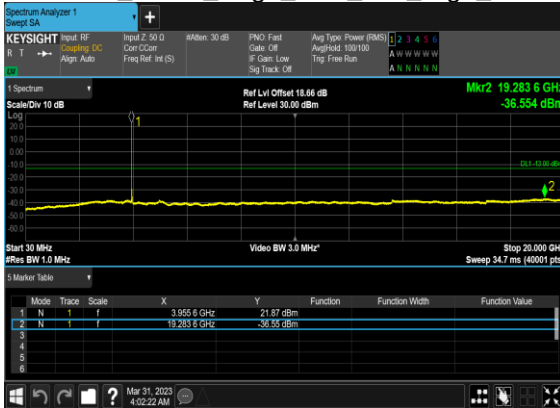 Spectrum Analyzer 1
Swept SA
+
KEYSIGHT
R T
LV
Input: RF
Coupling: DC
Align: Auto
Input Z: 50 Ω
Corr CCorr
Freq Ref: Int (S)
#Atten: 30 dB
PNO: Fast
Gate: Off
IF Gain: Low
Sig Track: Off
Avg Type: Power (RMS)
Avg|Hold: 100/100
Trig: Free Run
1 2 3 4 5 6
A W W W W W
A N N N N N
1 Spectrum
Scale/Div 10 dB
Ref Lvl Offset 18.66 dB
Ref Level 30.00 dBm
Mkr2 19.283 6 GHz
-36.554 dBm
Log
20.0
10.0
0.00
-10.0
-20.0
-30.0
-40.0
-50.0
-60.0
1
DL1 -13.00 dBm
2
Start 30 MHz
#Res BW 1.0 MHz
Video BW 3.0 MHz*
Stop 20.000 GH
Sweep 34.7 ms (40001 pts
5 Marker Table
Mode Trace Scale X Y Function Function Width Function Value
1 N 1 f 3.955 6 GHz 21.87 dBm
2 N 1 f 19.283 6 GHz -36.55 dBm
3
4
5
6
?
Mar 31, 2023
4:02:22 AM